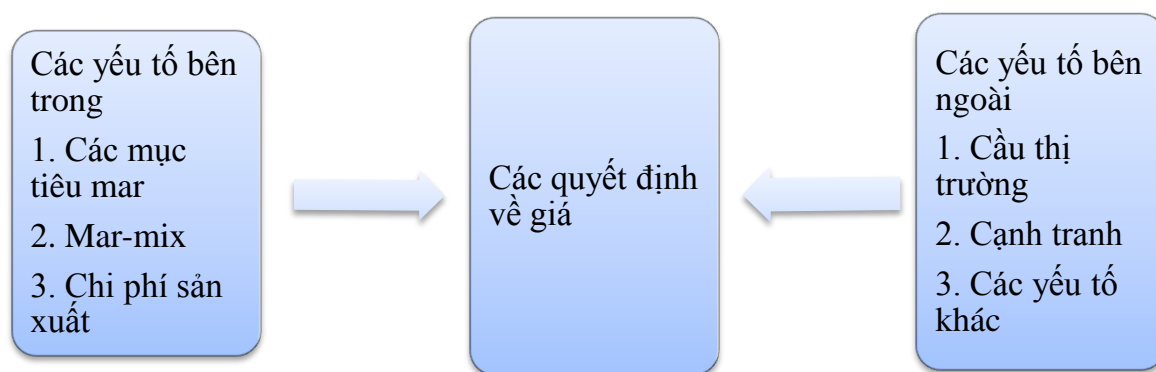 Các yếu tố bên
trong
1. Các mục
tiêu mar
2. Mar-mix
3. Chi phí sản
xuất
Các quyết định
về giá
Các yếu tố bên
ngoài
1. Cầu thị
trường
2. Cạnh tranh
3. Các yếu tố
khác